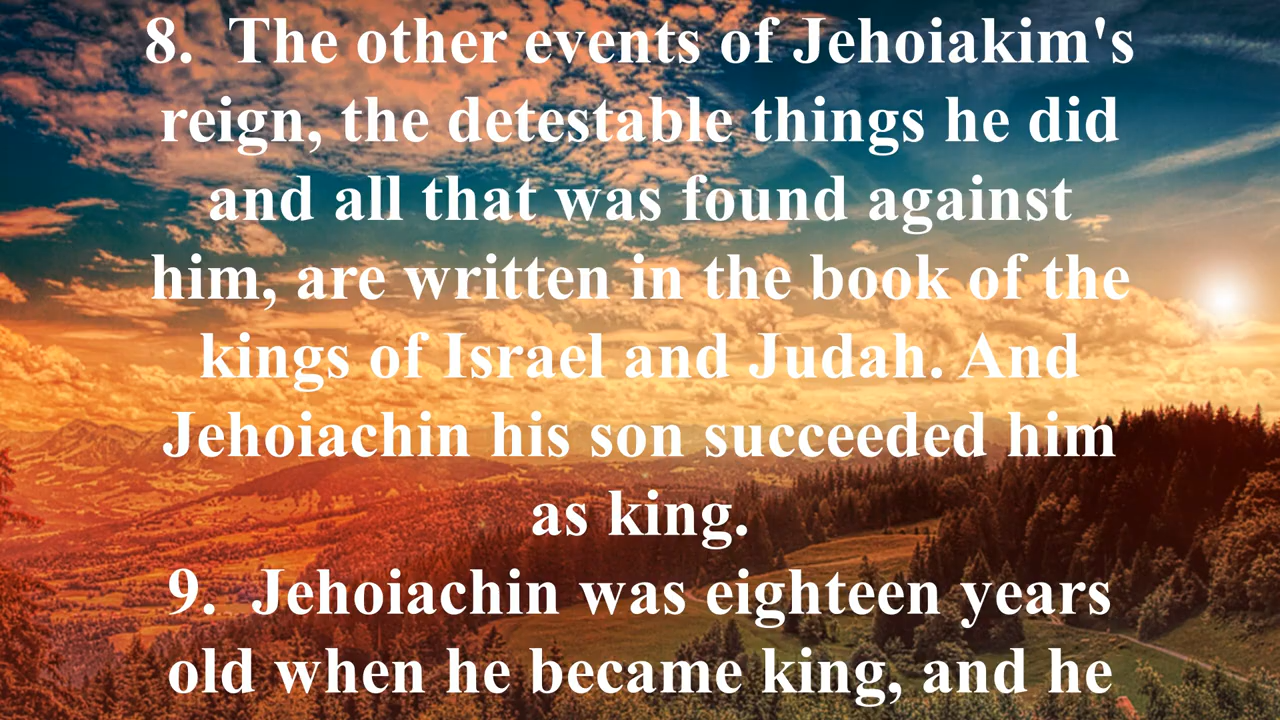 8.  The other events of Jehoiakim's
reign, the detestable things he did
and all that was found against
him, are written in the book of the
kings of Israel and Judah. And
Jehoiachin his son succeeded him
as king.
9.  Jehoiachin was eighteen years
old when he became king, and he